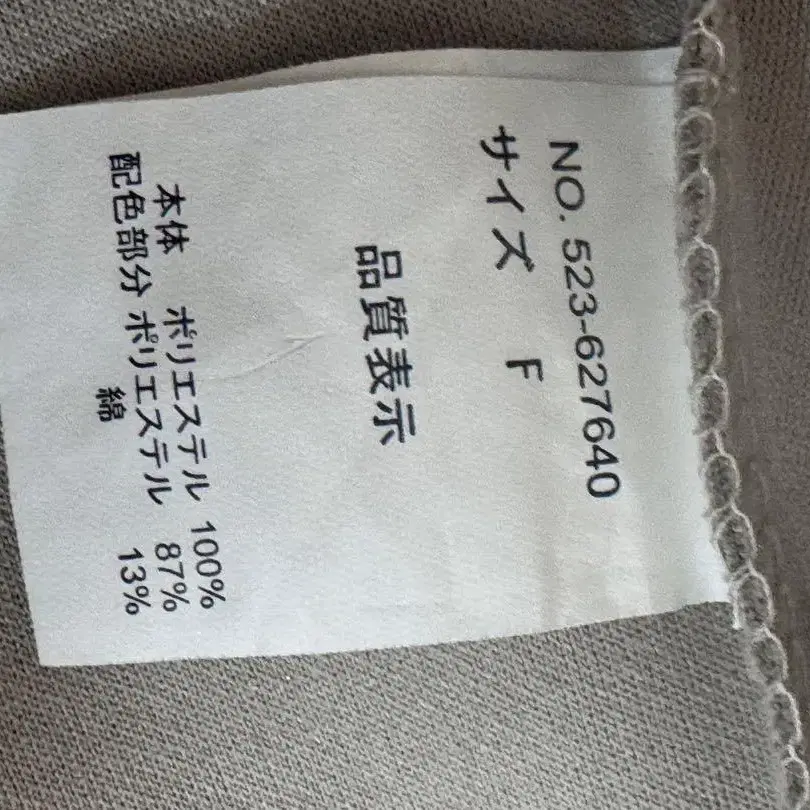 NO. 523-627640
サイズ F
品質表示
本体 ポリエステル 100%
配色部分 ポリエステル 87%
綿 13%